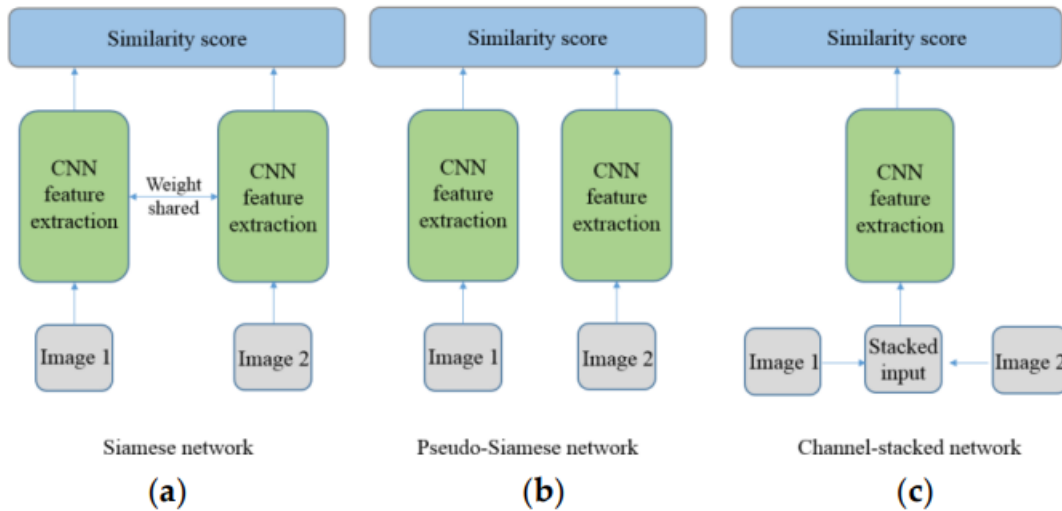 Similarity score
CNN
feature
extraction
Weight
shared
CNN
feature
extraction
Image 1
Image 2
Siamese network
(a)
Similarity score
CNN
feature
extraction
CNN
feature
extraction
Image 1
Image 2
Pseudo-Siamese network
(b)
Similarity score
CNN
feature
extraction
Image 1
Stacked
input
Image 2
Channel-stacked network
(c)